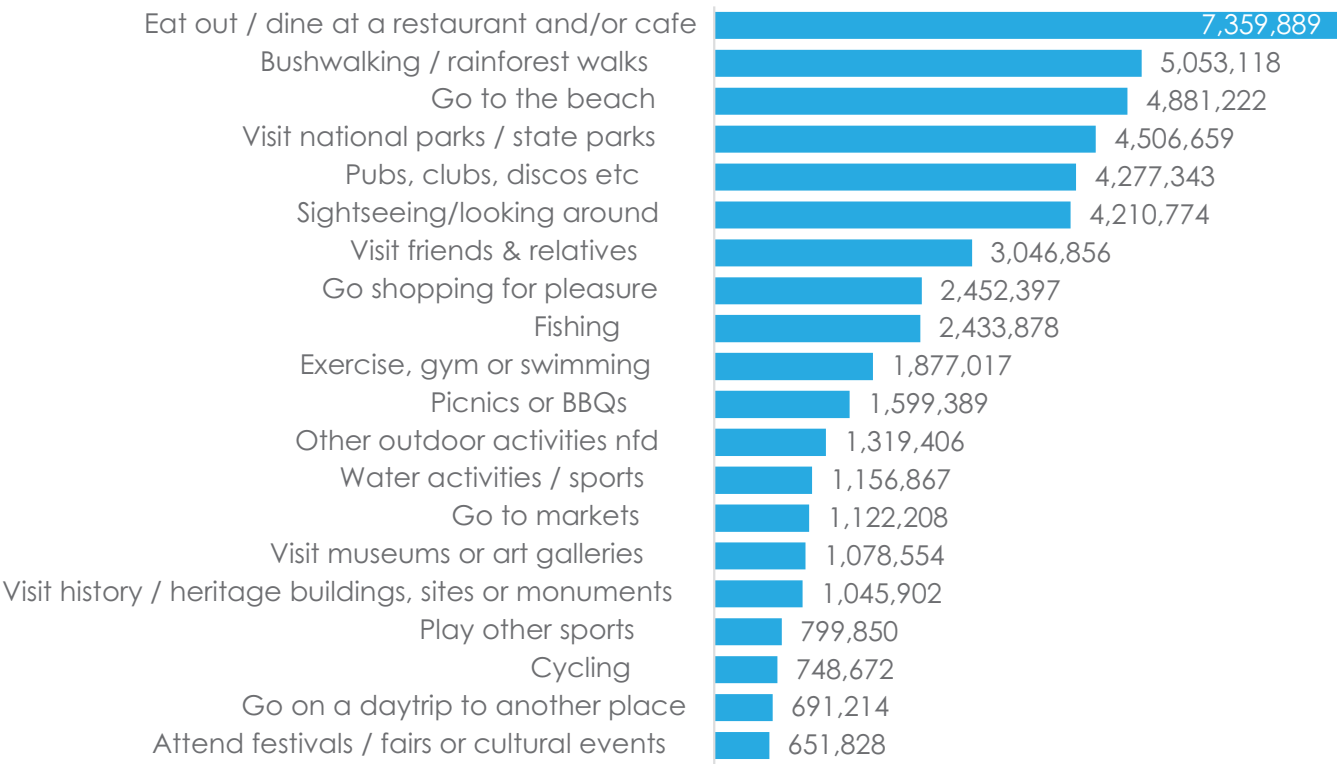 Eat out / dine at a restaurant and/or cafe 7,359,889
Bushwalking / rainforest walks 5,053,118
Go to the beach 4,881,222
Visit national parks / state parks 4,506,659
Pubs, clubs, discos etc 4,277,343
Sightseeing/looking around 4,210,774
Visit friends & relatives 3,046,856
Go shopping for pleasure 2,452,397
Fishing 2,433,878
Exercise, gym or swimming 1,877,017
Picnics or BBQs 1,599,389
Other outdoor activities nfd 1,319,406
Water activities / sports 1,156,867
Go to markets 1,122,208
Visit museums or art galleries 1,078,554
Visit history / heritage buildings, sites or monuments 1,045,902
Play other sports 799,850
Cycling 748,672
Go on a daytrip to another place 691,214
Attend festivals / fairs or cultural events 651,828